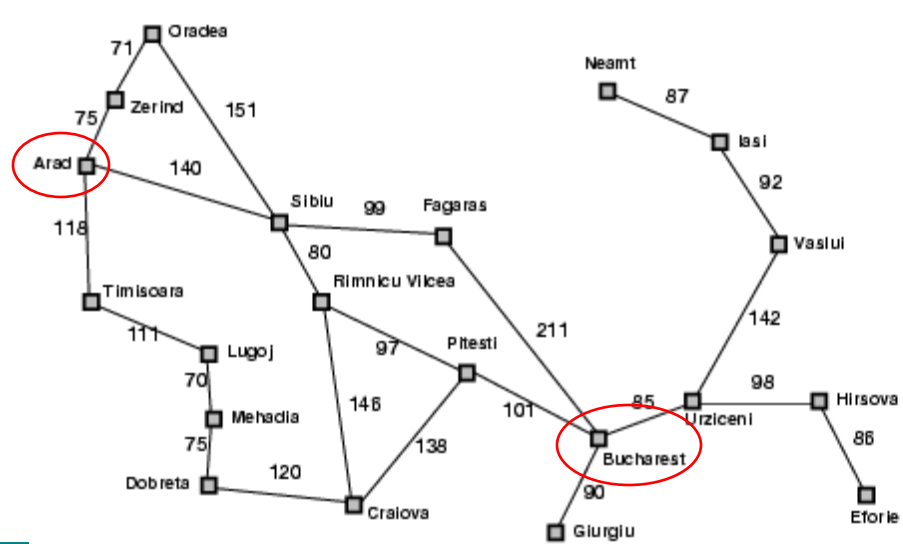 Oradea
71
Neamt
87
Zerind
75
151
Iasi
Arad
140
92
Sibiu
99
Fagaras
118
80
Vaslui
Timisoara
Rimnicu Vilcea
111
142
211
Lugoj
97
Pitesti
70
98
146
101
85
Hirsova
Mehadia
Urziceni
75
138
86
Bucharest
Dobreta
120
90
Craiova
Eforie
Giurgiu